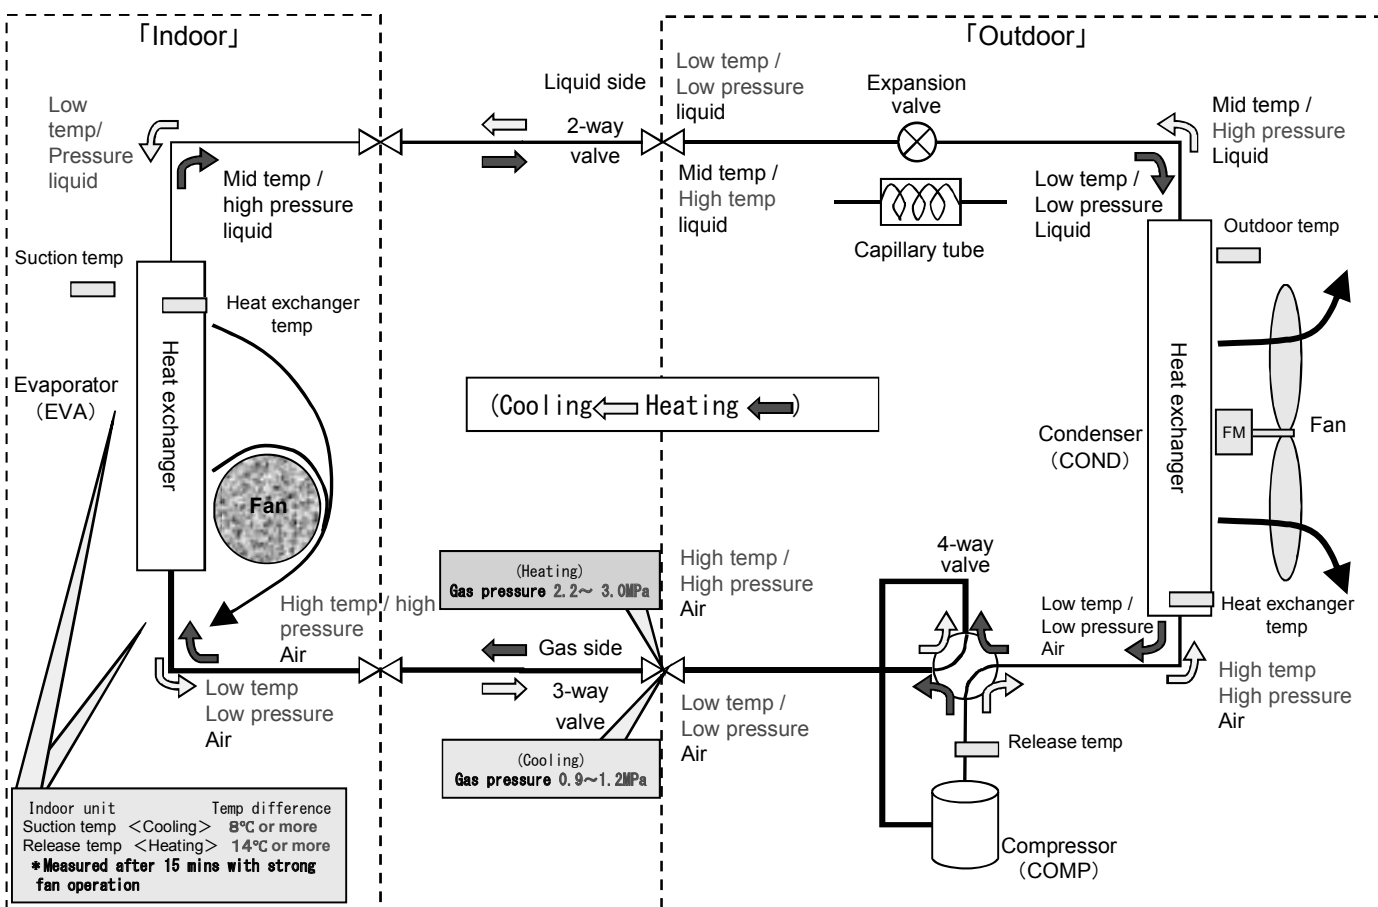 「Indoor」
「Outdoor」
Low
temp/
Pressure
liquid
Mid temp /
high pressure
liquid
Liquid side
2-way
valve
Low temp /
Low pressure
liquid
Mid temp /
High temp
liquid
Expansion
valve
Capillary tube
Mid temp /
High pressure
Liquid
Low temp /
Low pressure
Liquid
Suction temp
Heat exchanger
temp
Heat exchanger
Evaporator
(EVA)
Fan
(Cooling Heating )
Outdoor temp
Heat exchanger
Condenser
(COND)
FM
Fan
Heat exchanger
temp
(Heating)
Gas pressure 2.2～ 3.0MPa
High temp /
High pressure
Air
4-way
valve
Low temp /
Low pressure
Air
High temp / high
pressure
Air
Gas side
3-way
valve
Low temp
Low pressure
Air
Low temp /
Low pressure
Air
High temp
High pressure
Air
(Cooling)
Gas pressure 0.9～1.2MPa
Release temp
Compressor
(COMP)
Indoor unit Temp difference
Suction temp ＜Cooling＞ 8℃ or more
Release temp ＜Heating＞ 14℃ or more
*Measured after 15 mins with strong
fan operation